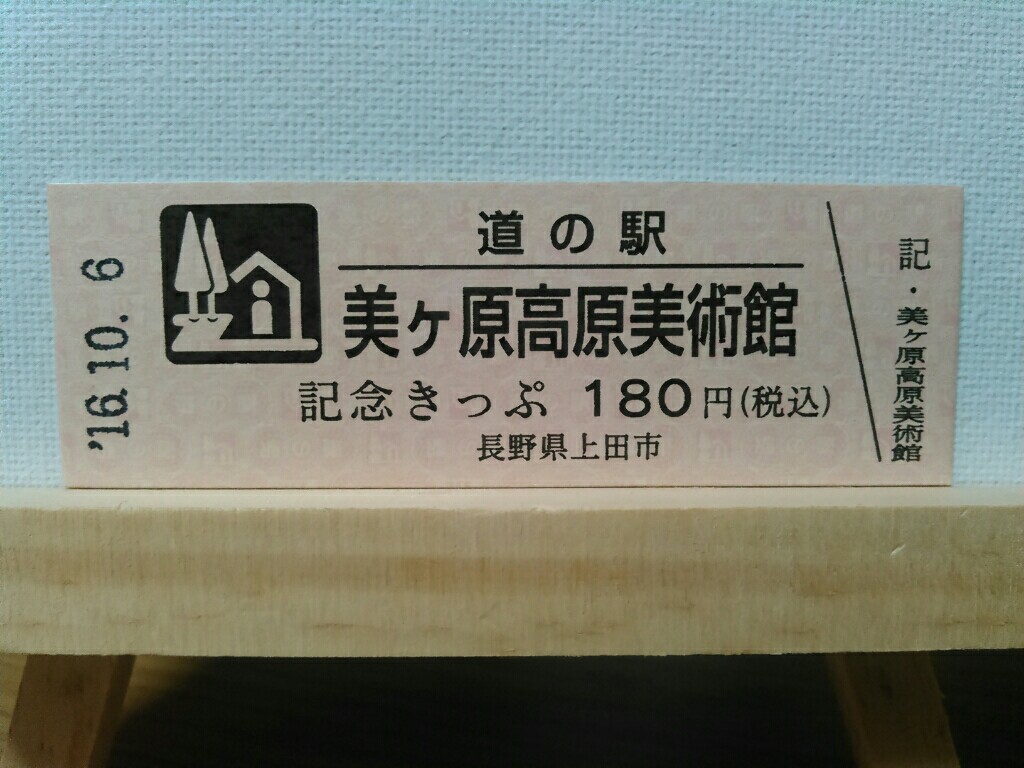 '16.10.6
道の駅
美ヶ原高原美術館
記念きっぷ 180円(税込)
長野県上田市
記・美ヶ原高原美術館